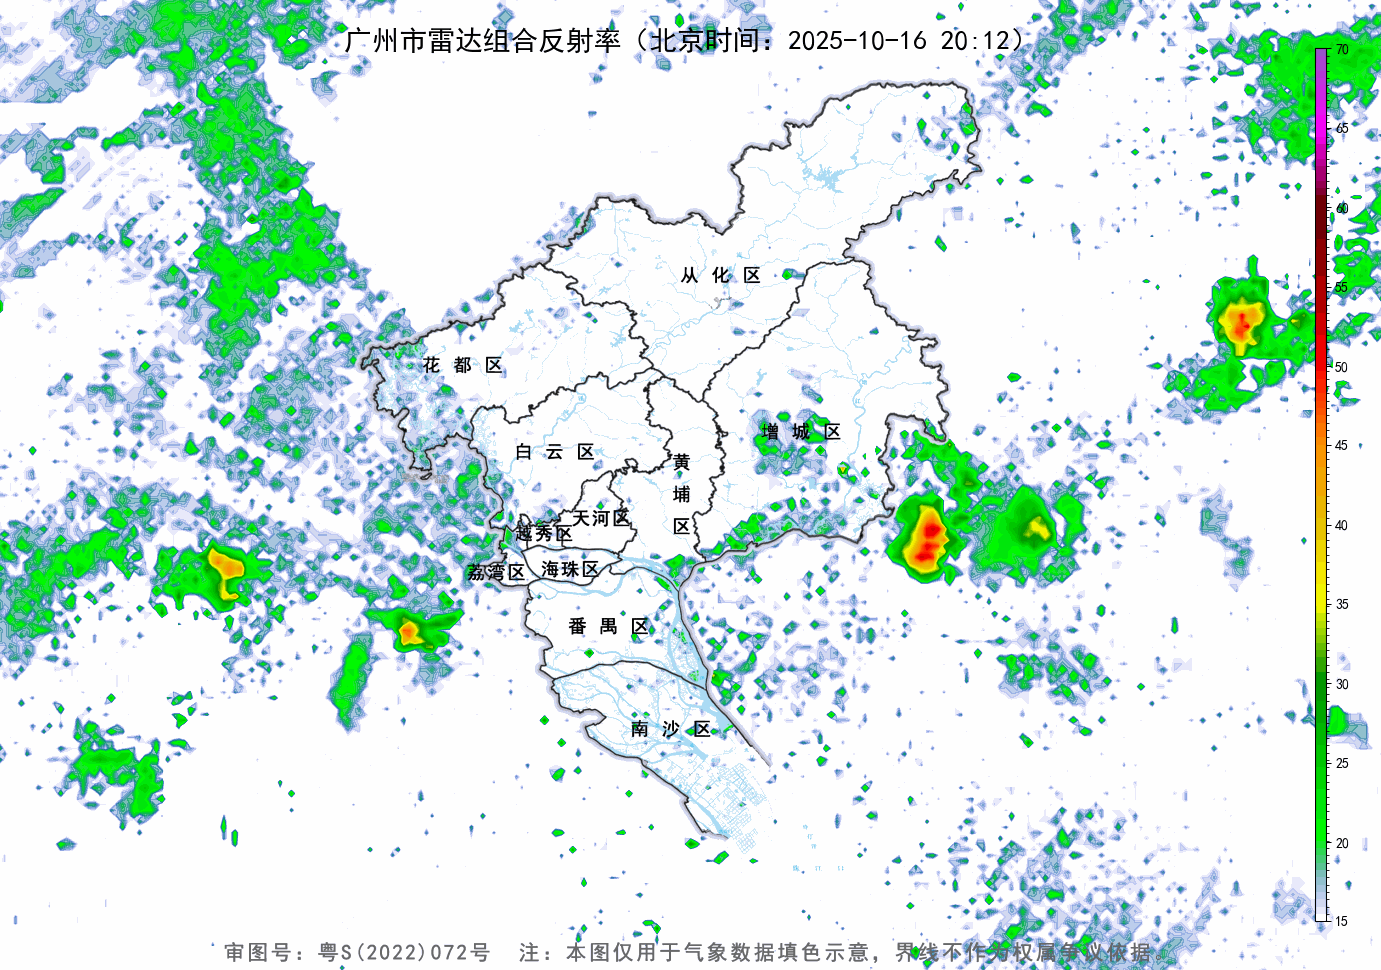 广州市雷达组合反射率（北京时间：2025-10-16 20:12）
70
65
60
55
50
45
40
35
30
25
20
15
从化区
花都区
增城区
白云区
黄埔区
天河区
越秀区
荔湾区
海珠区
番禺区
南沙区
审图号：粤S(2022)072号 注：本图仅用于气象数据填色示意，界线不作为权属争议依据。